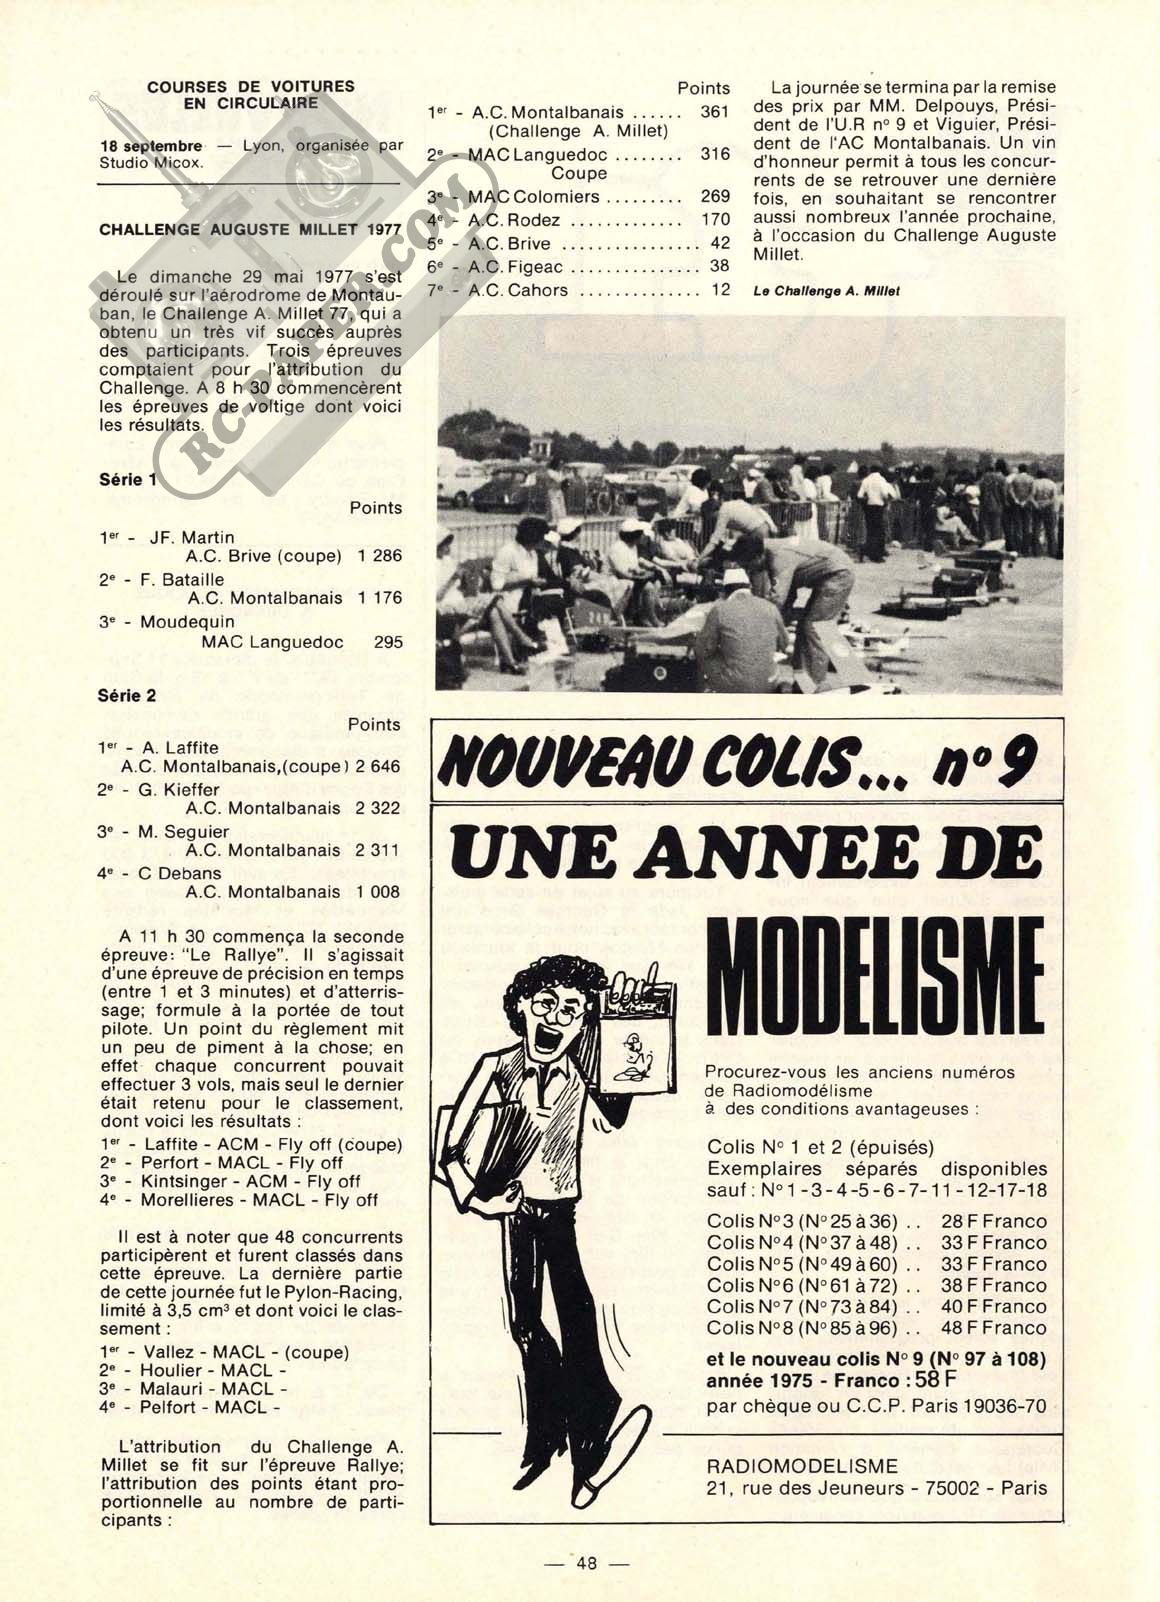 COURSES DE VOITURES
EN CIRCULAIRE
18 septembre — Lyon, organisée par
Studio Micox.
CHALLENGE AUGUSTE MILLET 1977
Le dimanche 29 mai 1977 s'est
déroulé sur l'aérodrome de Montau-
ban, le Challenge A. Millet 77, qui a
obtenu un très vif succès auprès
des participants. Trois épreuves
comptaient pour l'attribution du
Challenge. A 8 h 30 commencèrent
les épreuves de voltige dont voici
les résultats.
Série 1
Points
1er - JF. Martin
A.C. Brive (coupe) 1 286
2e - F. Bataille
A.C. Montalbanais 1 176
3e - Moudequin
MAC Languedoc 295
Série 2
Points
1er - A. Laffite
A.C. Montalbanais,(coupe) 2 646
2e - G. Kieffer
A.C. Montalbanais 2 322
3e - M. Seguier
A.C. Montalbanais 2 311
4e - C Debans
A.C. Montalbanais 1 008
A 11 h 30 commença la seconde
épreuve: "Le Rallye". Il s'agissait
d'une épreuve de précision en temps
(entre 1 et 3 minutes) et d'atterris-
sage; formule à la portée de tout
pilote. Un point du règlement mit
un peu de piment à la chose; en
effet chaque concurrent pouvait
effectuer 3 vols, mais seul le dernier
était retenu pour le classement,
dont voici les résultats :
1er - Laffite - ACM - Fly off (coupe)
2e - Perfort - MACL - Fly off
3e - Kintsinger - ACM - Fly off
4e - Morellieres - MACL - Fly off
Il est à noter que 48 concurrents
participèrent et furent classés dans
cette épreuve. La dernière partie
de cette journée fut le Pylon-Racing,
limité à 3,5 cm³ et dont voici le clas-
sement :
1er - Vallez - MACL - (coupe)
2e - Houlier - MACL -
3e - Malauri - MACL -
4e - Pelfort - MACL -
L'attribution du Challenge A.
Millet se fit sur l'épreuve Rallye;
l'attribution des points étant pro-
portionnelle au nombre de parti-
cipants :
Points
1er - A.C. Montalbanais ...... 361
(Challenge A. Millet)
2e - MAC Languedoc ........ 316
Coupe
3e - MAC Colomiers ......... 269
4e - A.C. Rodez ............. 170
5e - A.C. Brive ................ 42
6e - A.C. Figeac ............... 38
7e - A.C. Cahors .............. 12
La journée se termina par la remise
des prix par MM. Delpouys, Prési-
dent de l'U.R n° 9 et Viguier, Prési-
dent de l'AC Montalbanais. Un vin
d'honneur permit à tous les concur-
rents de se retrouver une dernière
fois, en souhaitant se rencontrer
aussi nombreux l'année prochaine,
à l'occasion du Challenge Auguste
Millet.
Le Challenge A. Millet
RC-PAPER.COM
NOUVEAU COLIS... n° 9
UNE ANNEE DE
MODELISME
Procurez-vous les anciens numéros
de Radiomodélisme
à des conditions avantageuses :
Colis N° 1 et 2 (épuisés)
Exemplaires séparés disponibles
sauf : N° 1 -3-4-5-6-7-11-12-17-18
Colis N° 3 (N° 25 à 36) .. 28 F Franco
Colis N° 4 (N° 37 à 48) .. 33 F Franco
Colis N° 5 (N° 49 à 60) .. 33 F Franco
Colis N° 6 (N° 61 à 72) .. 38 F Franco
Colis N° 7 (N° 73 à 84) .. 40 F Franco
Colis N° 8 (N° 85 à 96) .. 48 F Franco
et le nouveau colis N° 9 (N° 97 à 108)
année 1975 - Franco : 58 F
par chèque ou C.C.P. Paris 19036-70
RADIOMODELISME
21, rue des Jeuneurs - 75002 - Paris
— 48 —